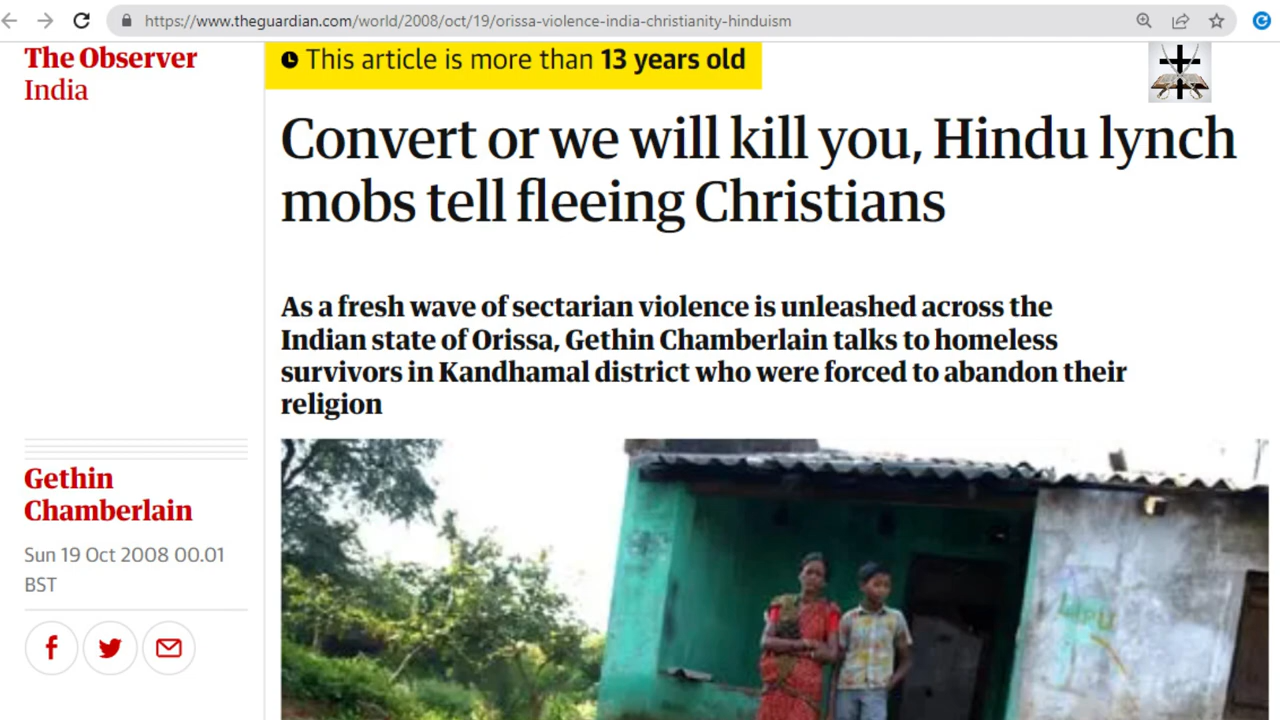 https://www.theguardian.com/world/2008/oct/19/orissa-violence-india-christianity-hinduism
The Observer
India
This article is more than 13 years old
Convert or we will kill you, Hindu lynch
mobs tell fleeing Christians
As a fresh wave of sectarian violence is unleashed across the
Indian state of Orissa, Gethin Chamberlain talks to homeless
survivors in Kandhamal district who were forced to abandon their
religion
Gethin
Chamberlain
Sun 19 Oct 2008 00.01
BST